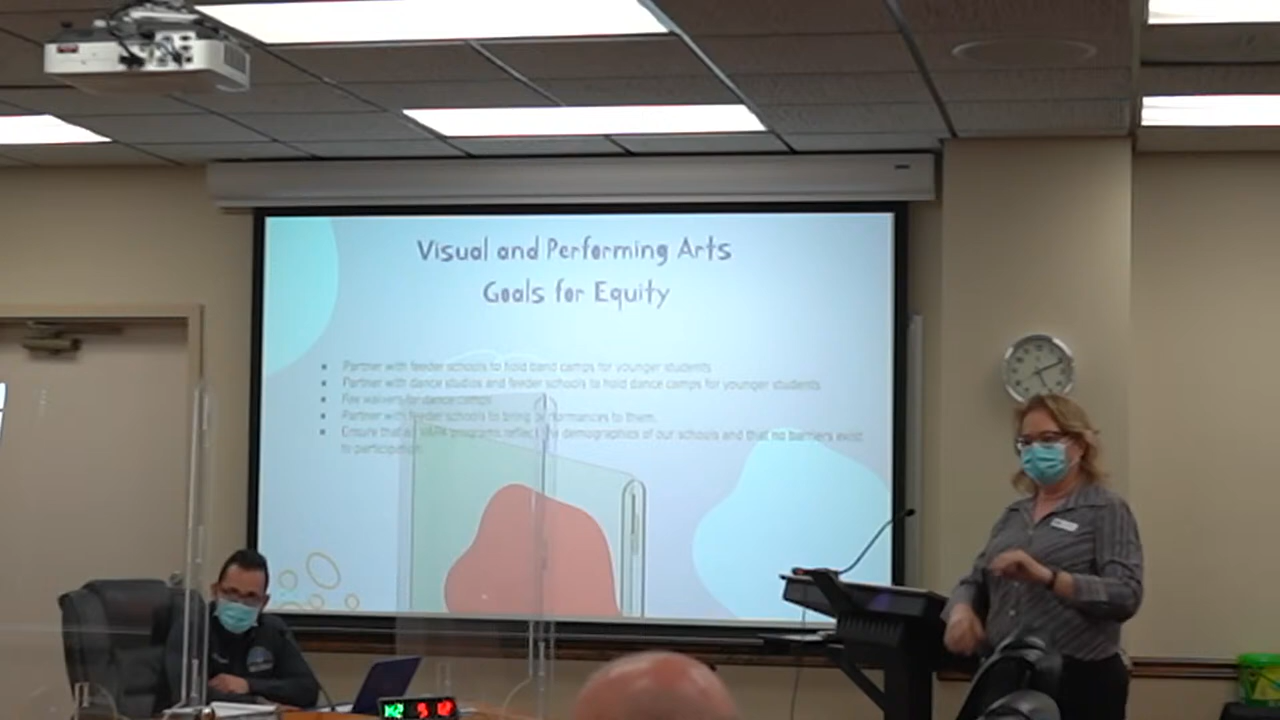 Visual and Performing Arts
Goals for Equity
Partner with feeder schools to hold band camps for younger students
Partner with dance studios and feeder schools to hold dance camps for younger students
Fee waivers for dance camps
Partner with feeder schools to bring performances to them.
Ensure that all VAPA programs reflect the demographics of our schools and that no barriers exist
to participation.